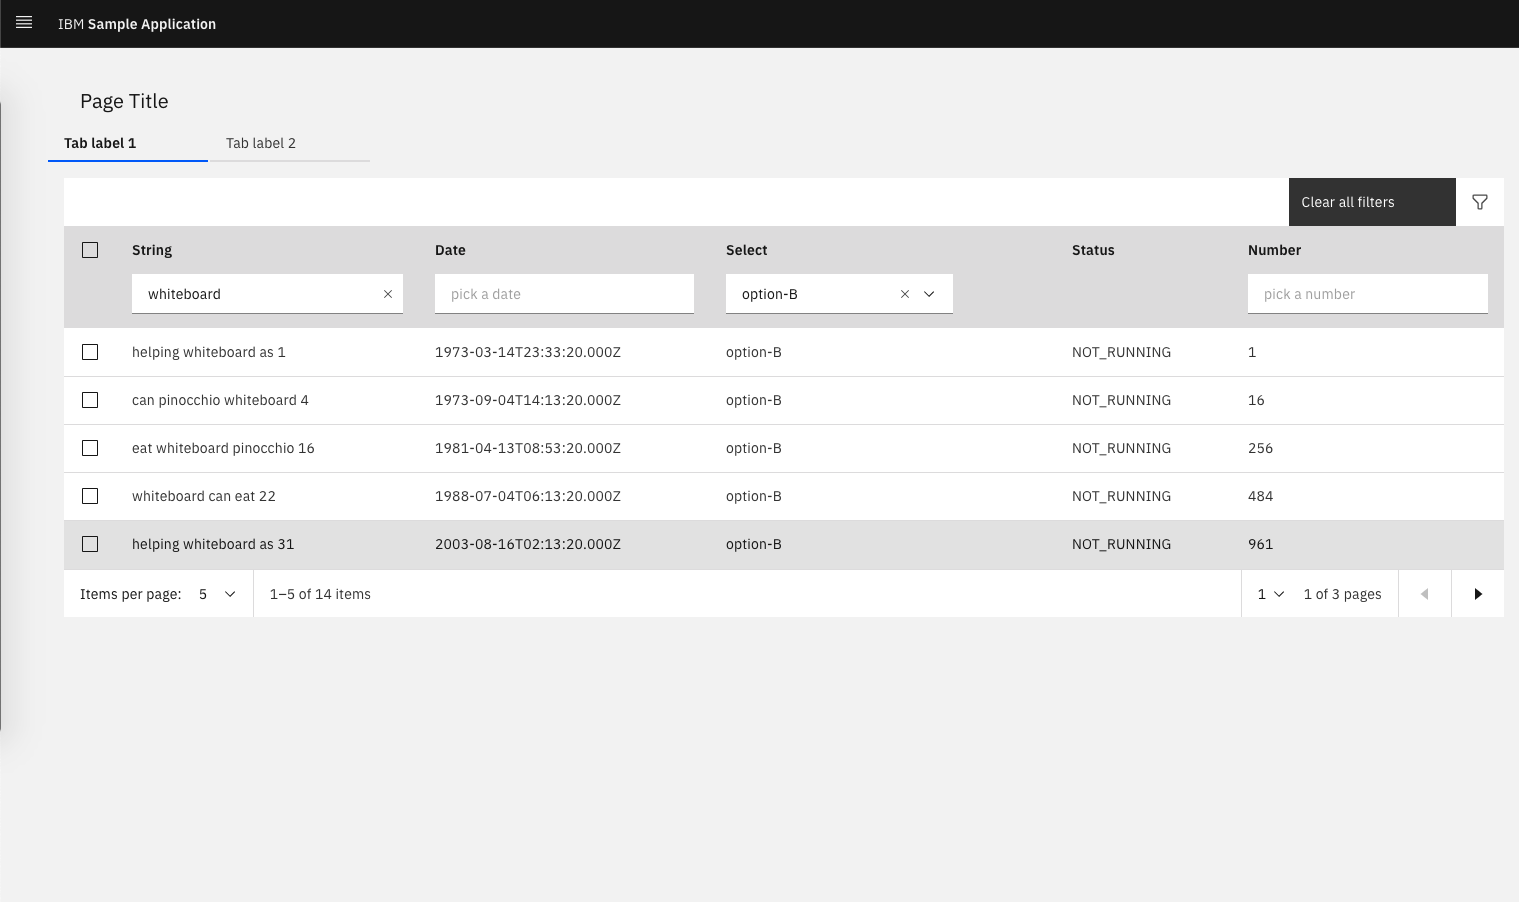 IBM Sample Application
Page Title
Tab label 1 Tab label 2
Clear all filters
String Date Select Status Number
whiteboard pick a date option-B pick a number
helping whiteboard as 1 1973-03-14T23:33:20.000Z option-B NOT_RUNNING 1
can pinocchio whiteboard 4 1973-09-04T14:13:20.000Z option-B NOT_RUNNING 16
eat whiteboard pinocchio 16 1981-04-13T08:53:20.000Z option-B NOT_RUNNING 256
whiteboard can eat 22 1988-07-04T06:13:20.000Z option-B NOT_RUNNING 484
helping whiteboard as 31 2003-08-16T02:13:20.000Z option-B NOT_RUNNING 961
Items per page: 5 1–5 of 14 items 1 1 of 3 pages